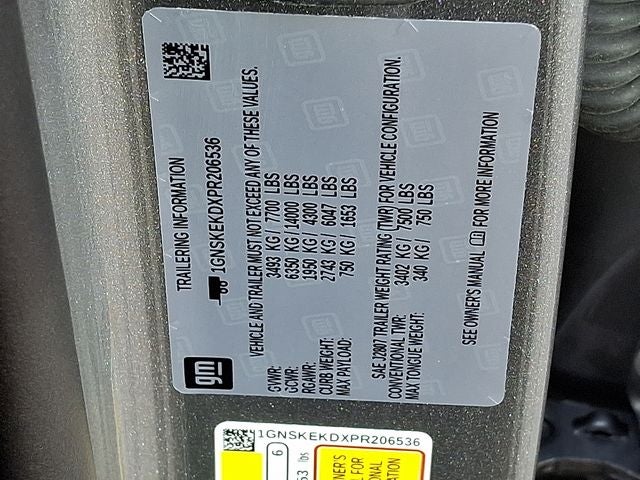 TRAILERING INFORMATION
1GNSKEKDXPR206536
gm
VEHICLE AND TRAILER MUST NOT EXCEED ANY OF THESE VALUES.
GVWR: 3493 KG / 7700 LBS
GCWR: 6350 KG / 14000 LBS
RGAWR: 1950 KG / 4300 LBS
CURB WEIGHT: 2743 KG / 6047 LBS
MAX PAYLOAD: 750 KG / 1653 LBS
SAE J2807 TRAILER WEIGHT RATING (TWR) FOR VEHICLE CONFIGURATION.
CONVENTIONAL TWR: 3402 KG / 7500 LBS
MAX TONGUE WEIGHT: 340 KG / 750 LBS
SEE OWNER'S MANUAL FOR MORE INFORMATION
1GNSKEKDXPR206536
6
53 lbs